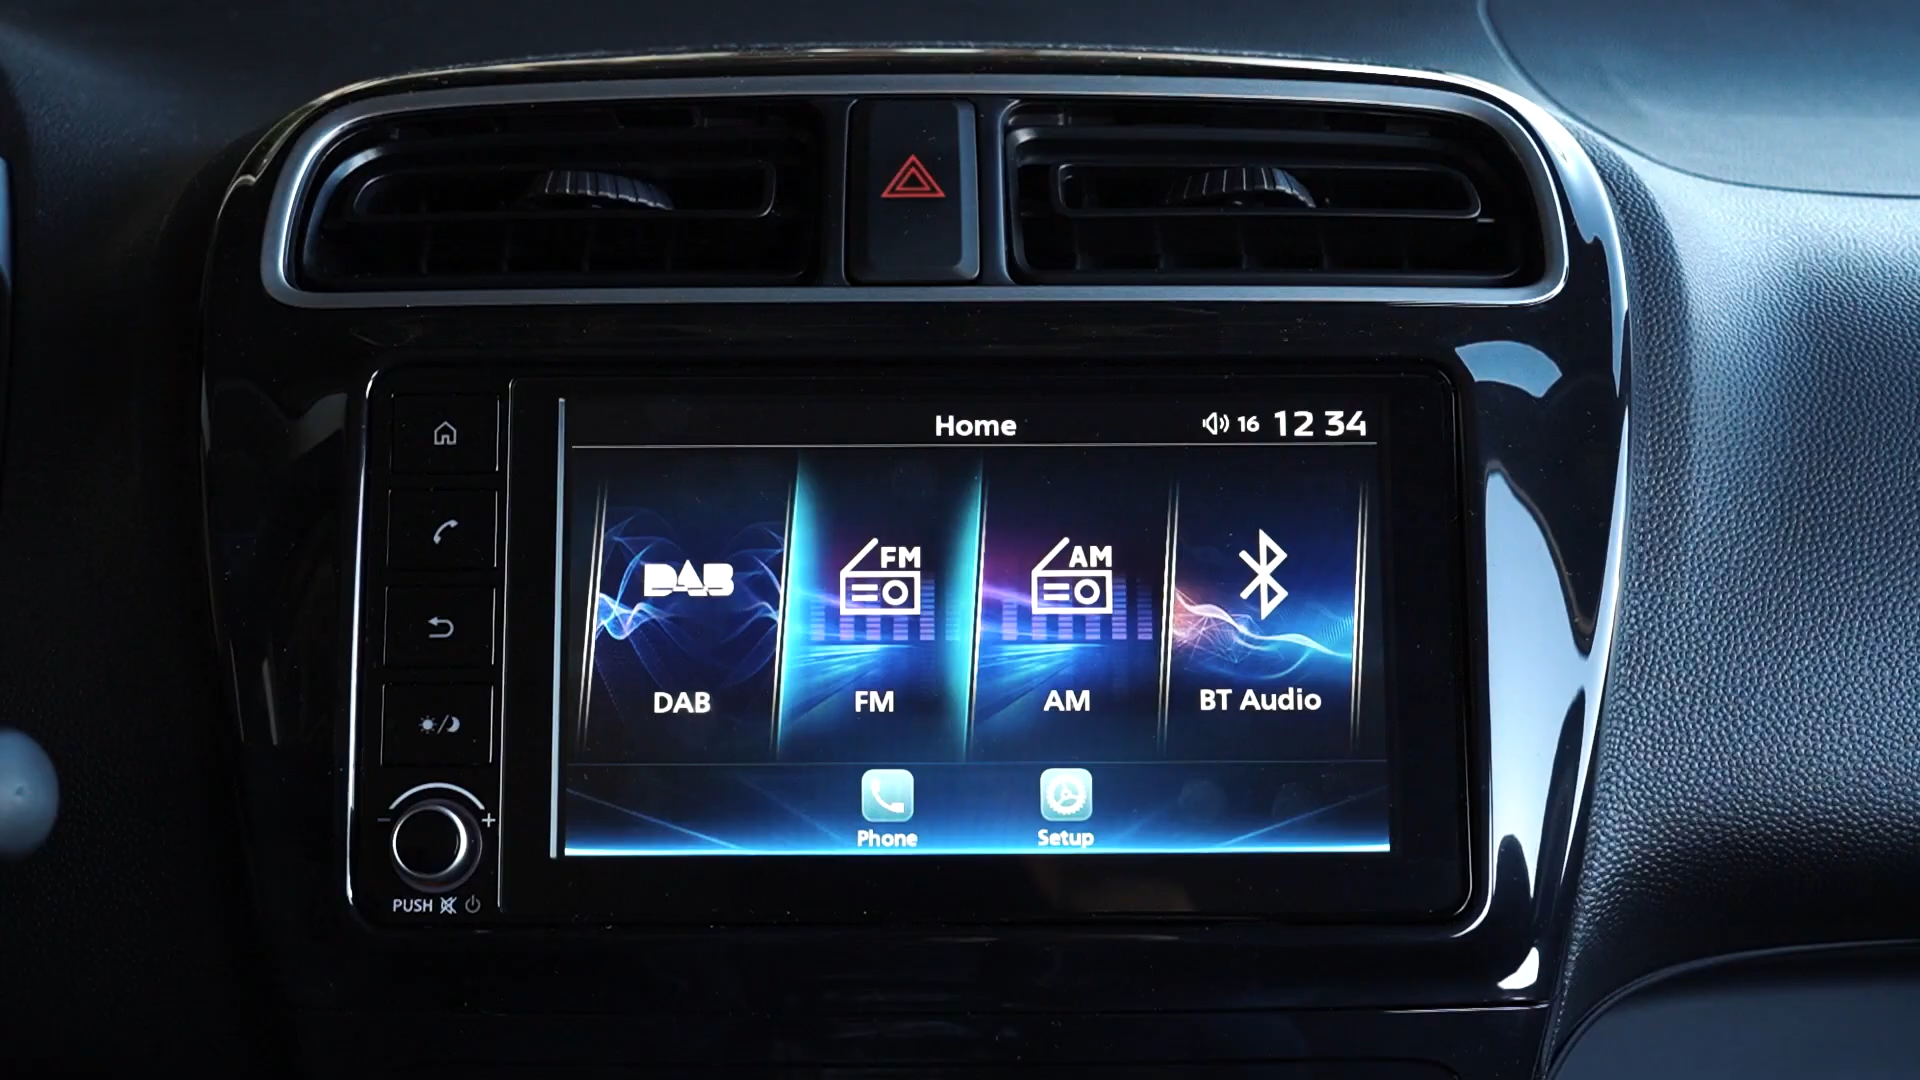 Home
16 12 34
DAB
FM
AM
DAB
FM
AM
BT Audio
Phone
Setup
- +
PUSH